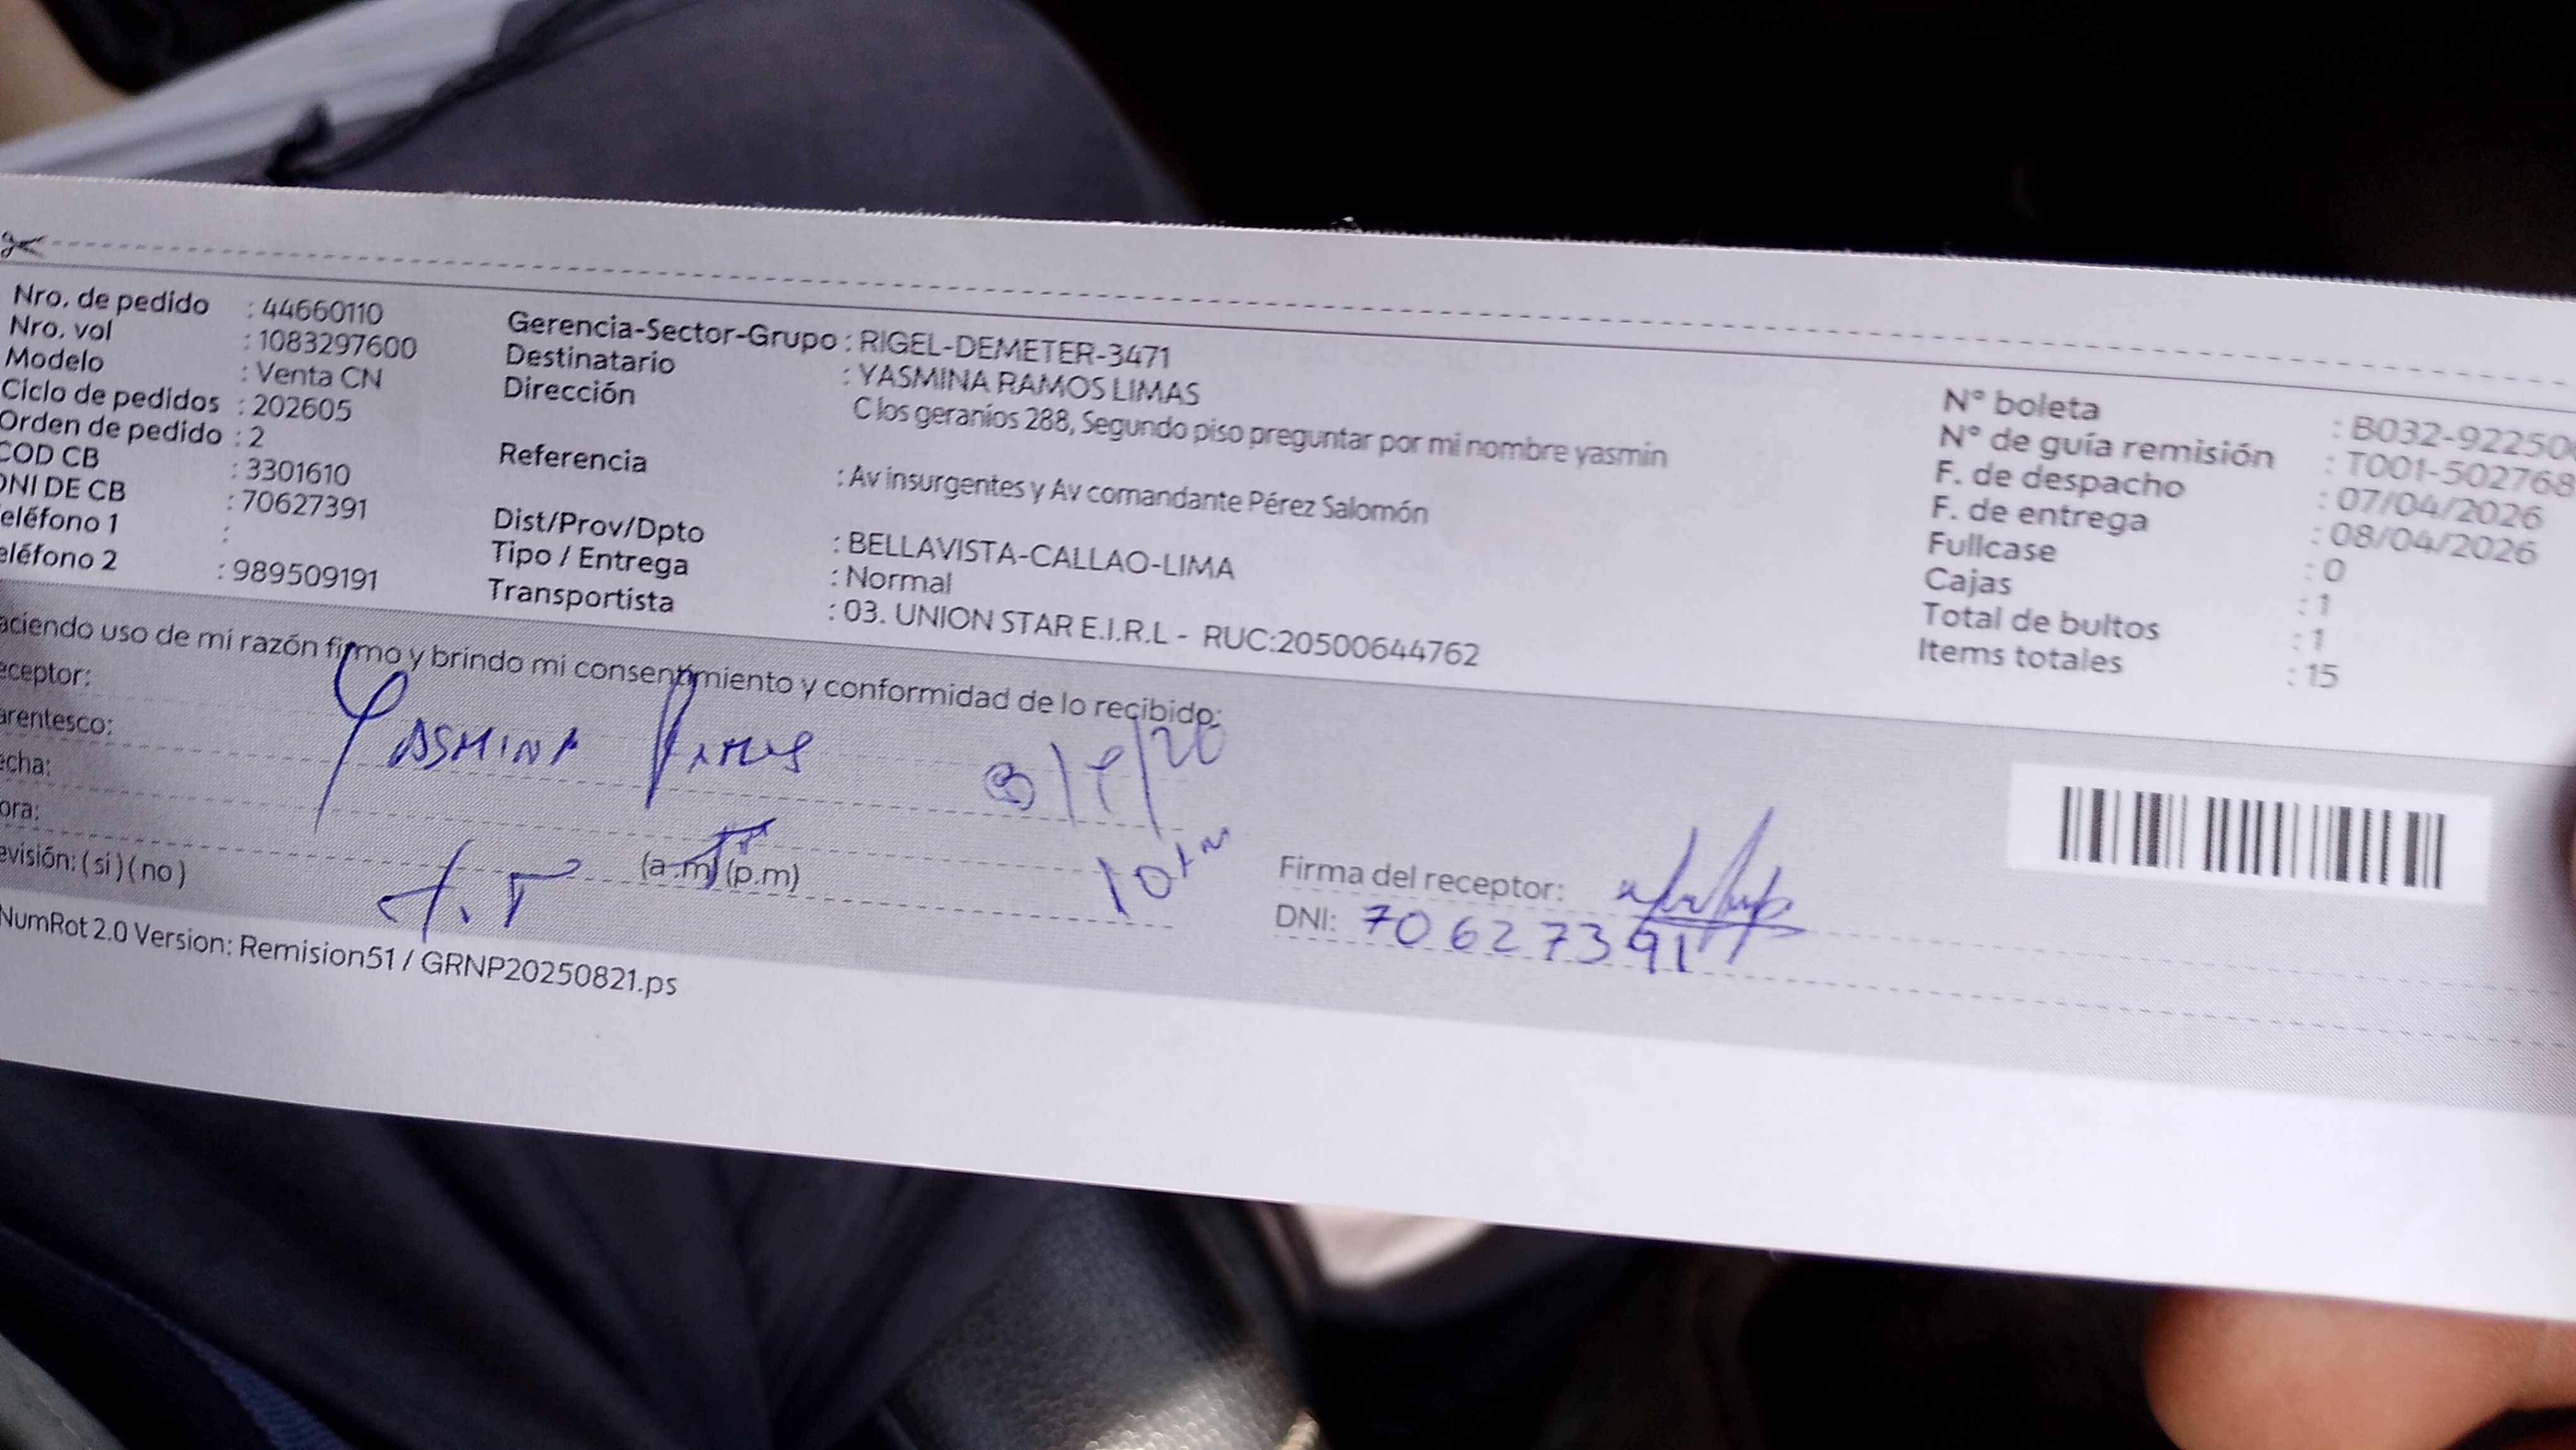 Nro. de pedido : 44660110
Nro. vol : 1083297600
Modelo : Venta CN
Ciclo de pedidos : 202605
Orden de pedido : 2
COD CB : 3301610
DNI DE CB : 70627391
eléfono 1 :
eléfono 2 : 989509191
Gerencia-Sector-Grupo : RIGEL-DEMETER-3471
Destinatario : YASMINA RAMOS LIMAS
Dirección C los geranios 288, Segundo piso preguntar por mi nombre yasmin
Referencia : Av insurgentes y Av comandante Pérez Salomón
Dist/Prov/Dpto : BELLAVISTA-CALLAO-LIMA
Tipo / Entrega : Normal
Transportista : 03. UNION STAR E.I.R.L - RUC:20500644762
N° boleta : B032-92250
N° de guía remisión : T001-502768
F. de despacho : 07/04/2026
F. de entrega : 08/04/2026
Fullcase : 0
Cajas : 1
Total de bultos : 1
Items totales : 15
aciendo uso de mi razón firmo y brindo mi consentimiento y conformidad de lo recibido:
eceptor: YASMINA RAMOS
arentesco:
echa:
ora: (a.m) (p.m)
evisión: ( si ) ( no )
Firma del receptor:
DNI: 70627391
NumRot 2.0 Version: Remision51 / GRNP20250821.ps